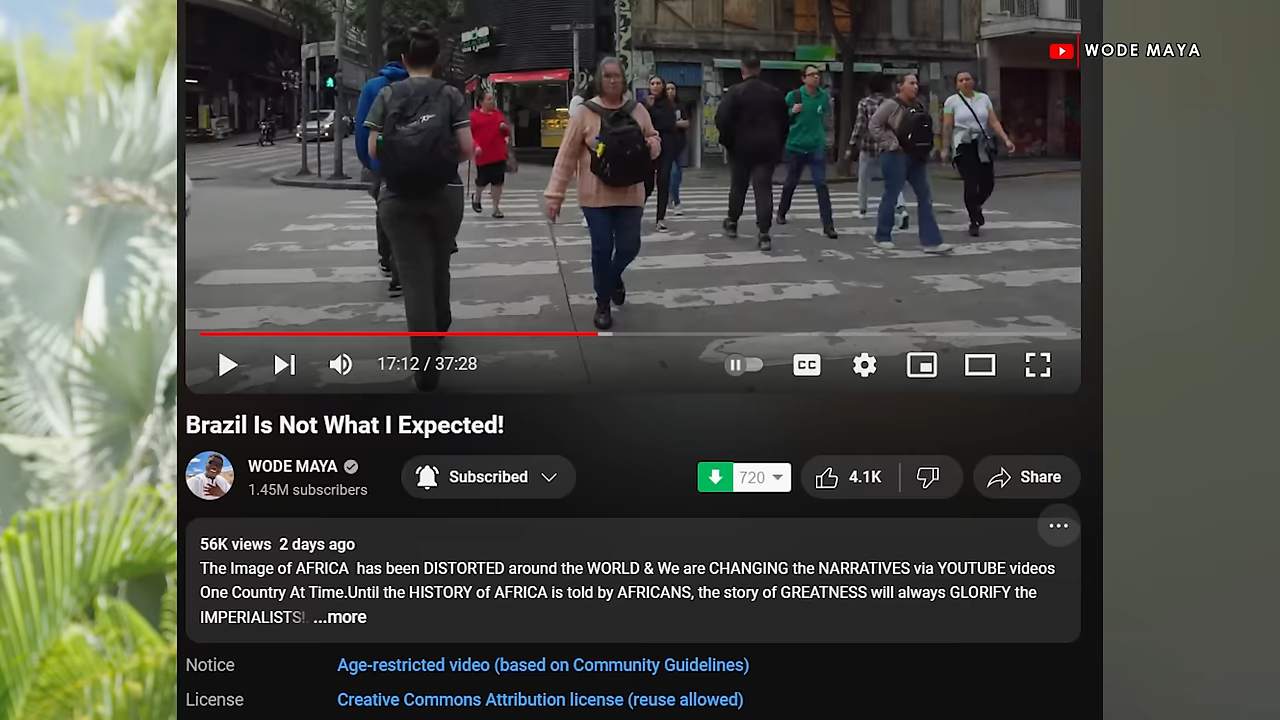 WODE MAYA
17:12 / 37:28
CC
Brazil Is Not What I Expected!
WODE MAYA
1.45M subscribers
Subscribed
720
4.1K
Share
56K views 2 days ago
The Image of AFRICA has been DISTORTED around the WORLD & We are CHANGING the NARRATIVES via YOUTUBE videos
One Country At Time.Until the HISTORY of AFRICA is told by AFRICANS, the story of GREATNESS will always GLORIFY the
IMPERIALISTS!. ...more
Notice Age-restricted video (based on Community Guidelines)
License Creative Commons Attribution license (reuse allowed)